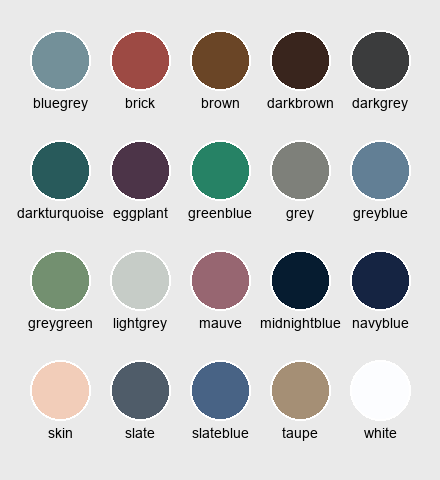 bluegrey brick brown darkbrown darkgrey
darkturquoise eggplant greenblue grey greyblue
greygreen lightgrey mauve midnightblue navyblue
skin slate slateblue taupe white